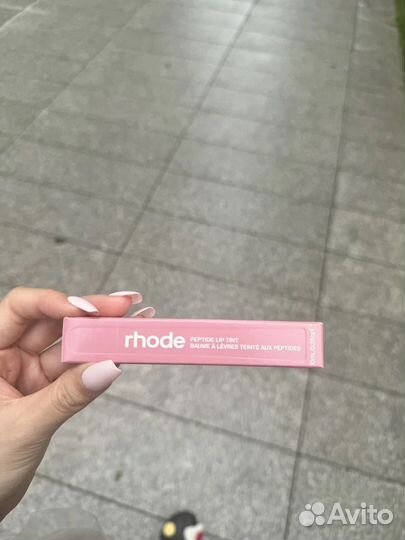 rhode
PEPTIDE LIP TINT
BAUME À LÈVRES TEINTÉ AUX PEPTIDES
Avito